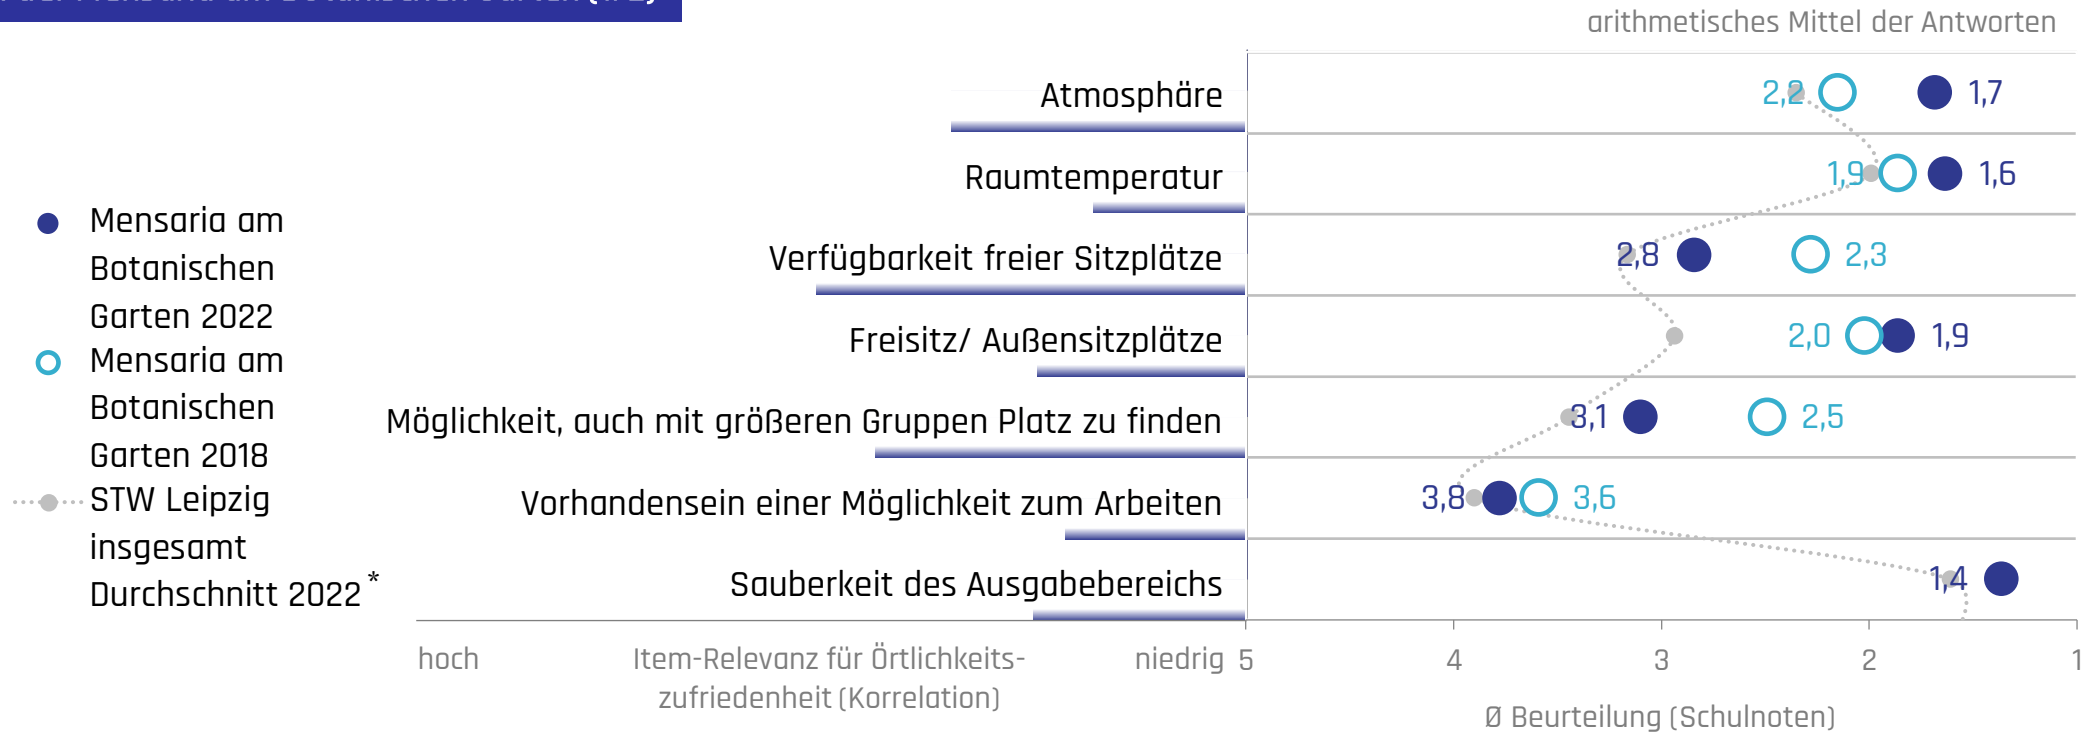 arithmetisches Mittel der Antworten
Atmosphäre
2,2
1,7
Raumtemperatur
1,9
1,6
Verfügbarkeit freier Sitzplätze
2,8
2,3
Freisitz/ Außensitzplätze
2,0
1,9
Möglichkeit, auch mit größeren Gruppen Platz zu finden
3,1
2,5
Vorhandensein einer Möglichkeit zum Arbeiten
3,8
3,6
Sauberkeit des Ausgabebereichs
1,4
Mensaria am
Botanischen
Garten 2022
Mensaria am
Botanischen
Garten 2018
STW Leipzig
insgesamt
Durchschnitt 2022 *
hoch
Item-Relevanz für Örtlichkeits-
zufriedenheit (Korrelation)
niedrig
5 4 3 2 1
Ø Beurteilung (Schulnoten)